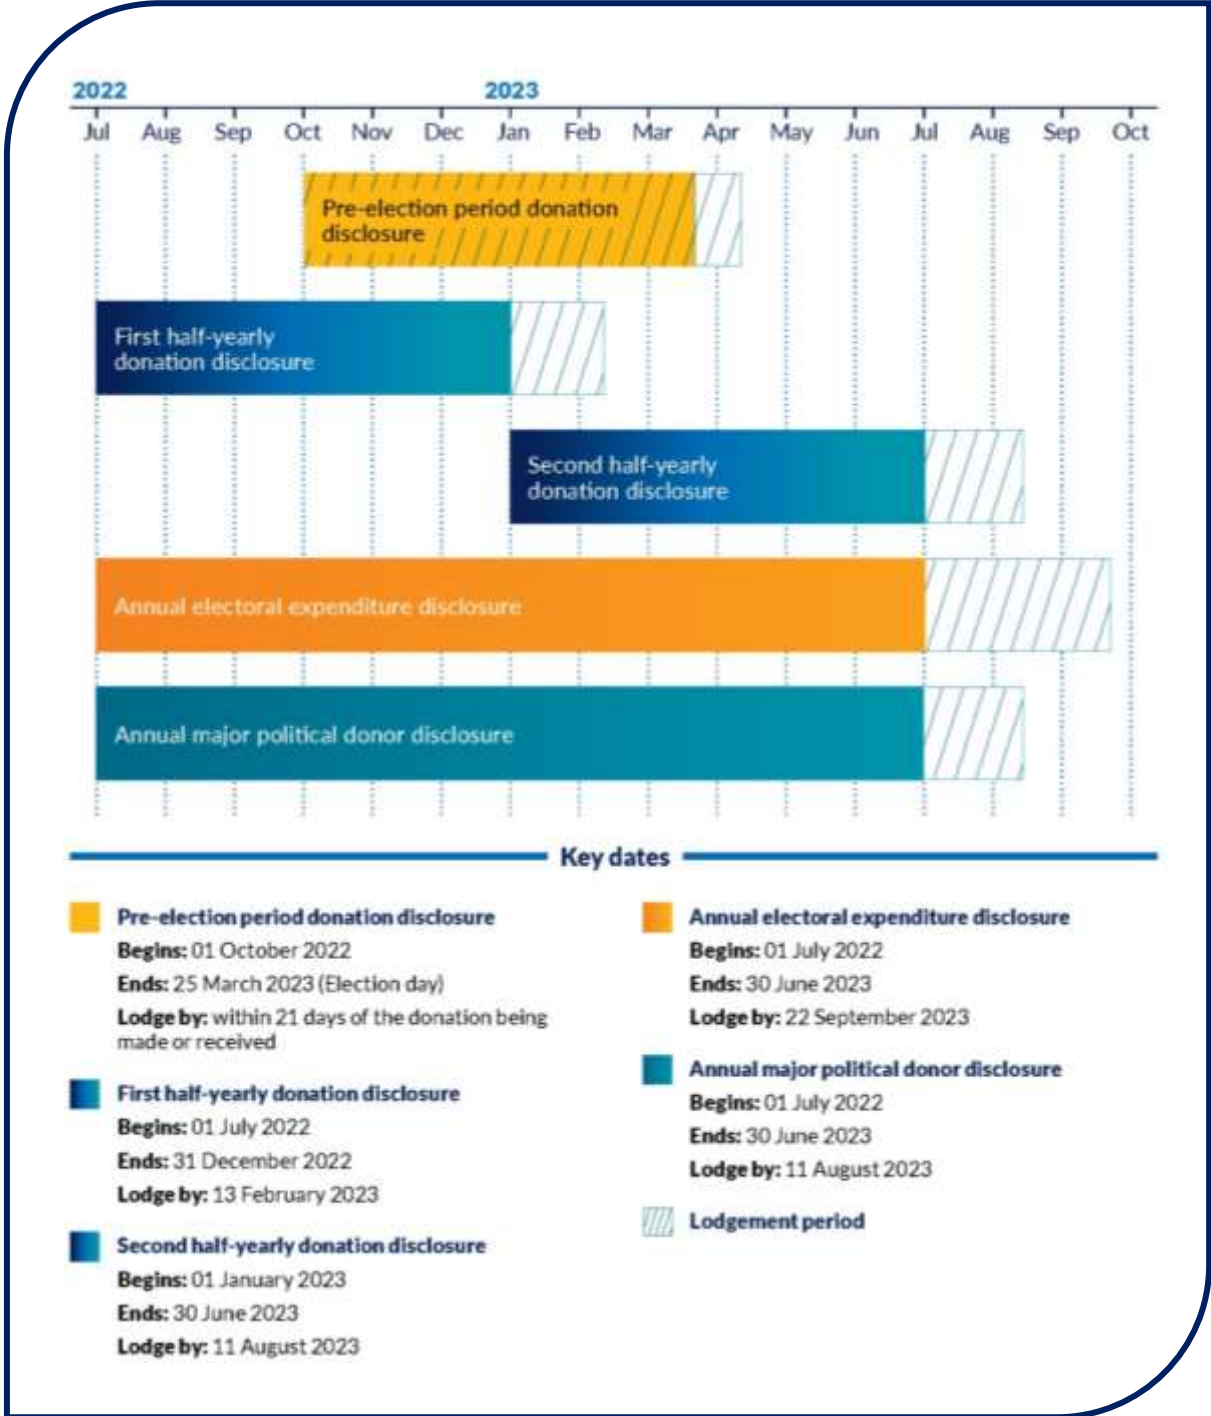 2022 2023
Jul Aug Sep Oct Nov Dec Jan Feb Mar Apr May Jun Jul Aug Sep Oct
Pre-election period donation
disclosure
First half-yearly
donation disclosure
Second half-yearly
donation disclosure
Annual electoral expenditure disclosure
Annual major political donor disclosure
Key dates
Pre-election period donation disclosure
Begins: 01 October 2022
Ends: 25 March 2023 (Election day)
Lodge by: within 21 days of the donation being
made or received
First half-yearly donation disclosure
Begins: 01 July 2022
Ends: 31 December 2022
Lodge by: 13 February 2023
Second half-yearly donation disclosure
Begins: 01 January 2023
Ends: 30 June 2023
Lodge by: 11 August 2023
Annual electoral expenditure disclosure
Begins: 01 July 2022
Ends: 30 June 2023
Lodge by: 22 September 2023
Annual major political donor disclosure
Begins: 01 July 2022
Ends: 30 June 2023
Lodge by: 11 August 2023
Lodgement period